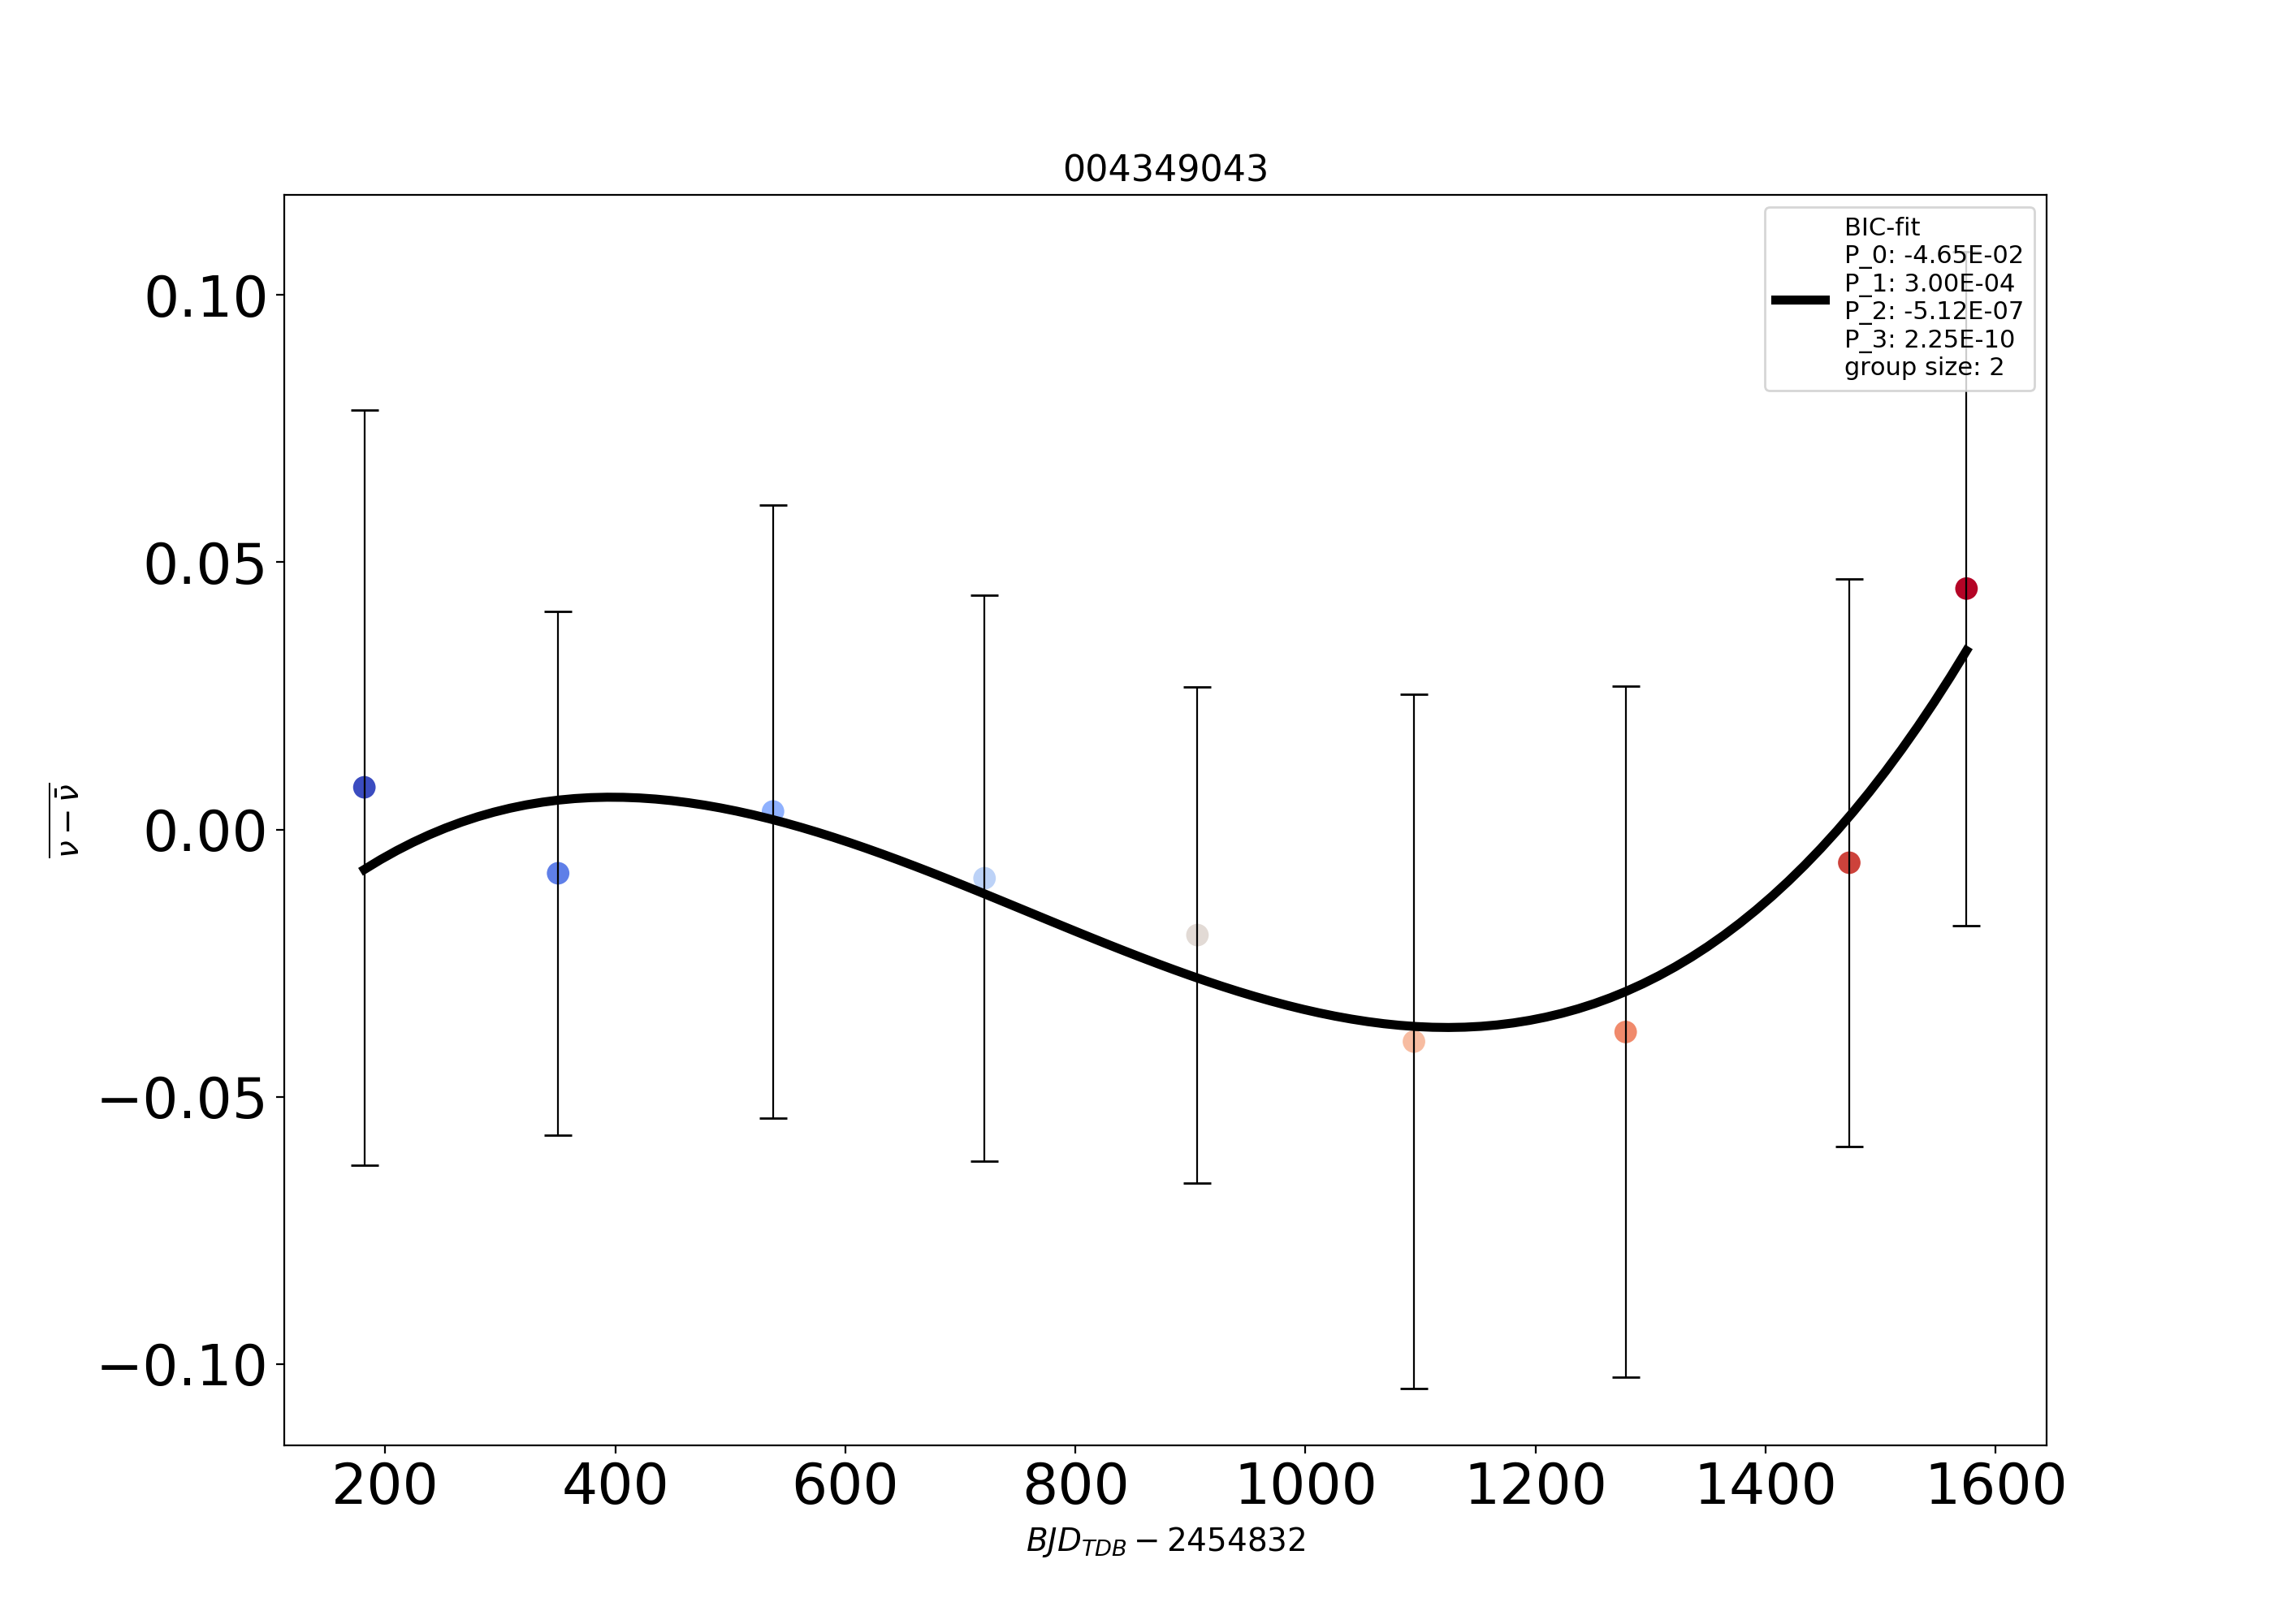 004349043
BIC-fit
P_0: -4.65E-02
P_1: 3.00E-04
P_2: -5.12E-07
P_3: 2.25E-10
group size: 2
0.10
0.05
0.00
−0.05
−0.10
ν − ν̄
200 400 600 800 1000 1200 1400 1600
BJD_TDB − 2454832